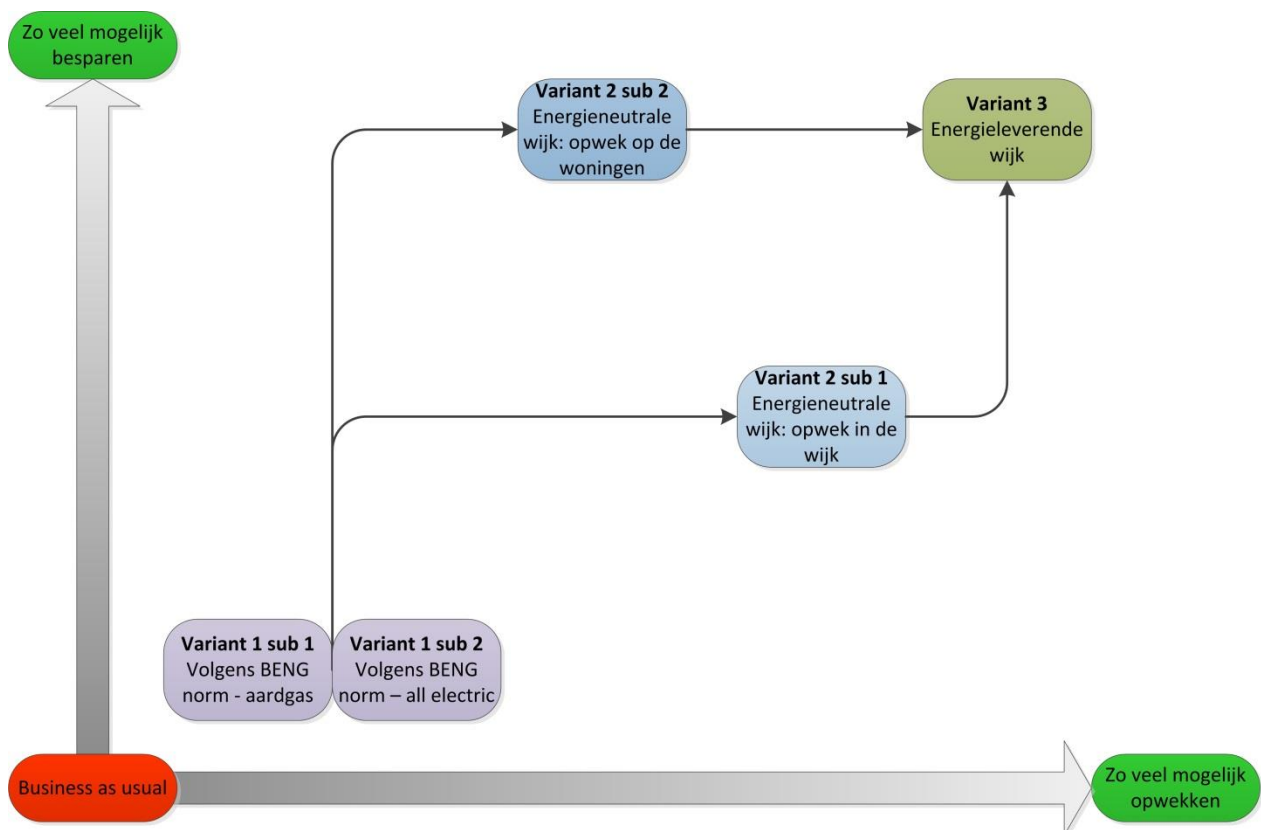 Zo veel mogelijk
besparen
Variant 2 sub 2
Energieneutrale
wijk: opwek op de
woningen
Variant 3
Energieleverende
wijk
Variant 2 sub 1
Energieneutrale
wijk: opwek in de
wijk
Variant 1 sub 1
Volgens BENG
norm - aardgas
Variant 1 sub 2
Volgens BENG
norm – all electric
Business as usual
Zo veel mogelijk
opwekken